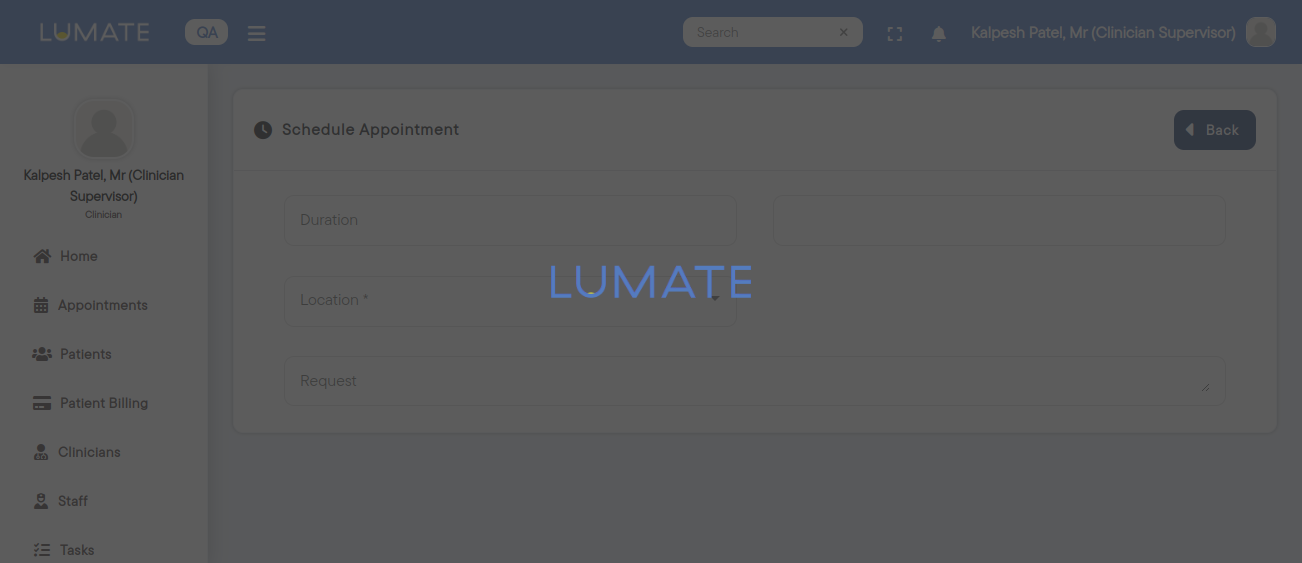 LUMATE
QA
Search
Kalpesh Patel, Mr (Clinician Supervisor)
Kalpesh Patel, Mr (Clinician
Supervisor)
Clinician
Home
Appointments
Patients
Patient Billing
Clinicians
Staff
Tasks
Schedule Appointment
Back
Duration
Location *
LUMATE
Request